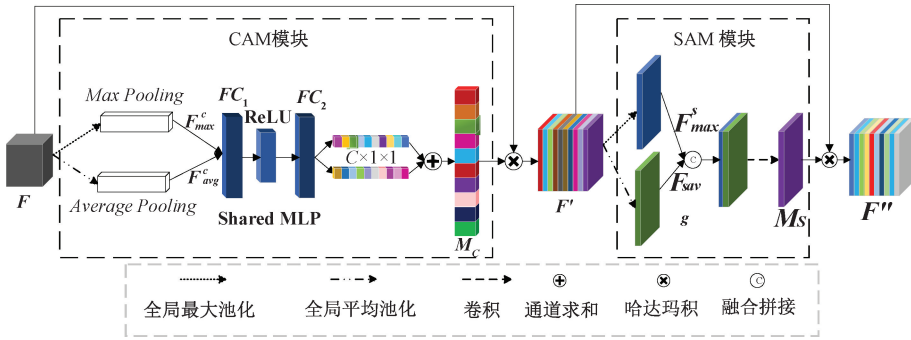 CAM模块
SAM 模块
Max Pooling
F^c_max
FC_1
ReLU
FC_2
C×1×1
F^c_avg
Average Pooling
Shared MLP
F
M_C
F'
F^s_max
C
F_sav
g
Ms
F''
全局最大池化
全局平均池化
卷积
通道求和
哈达玛积
C
融合拼接